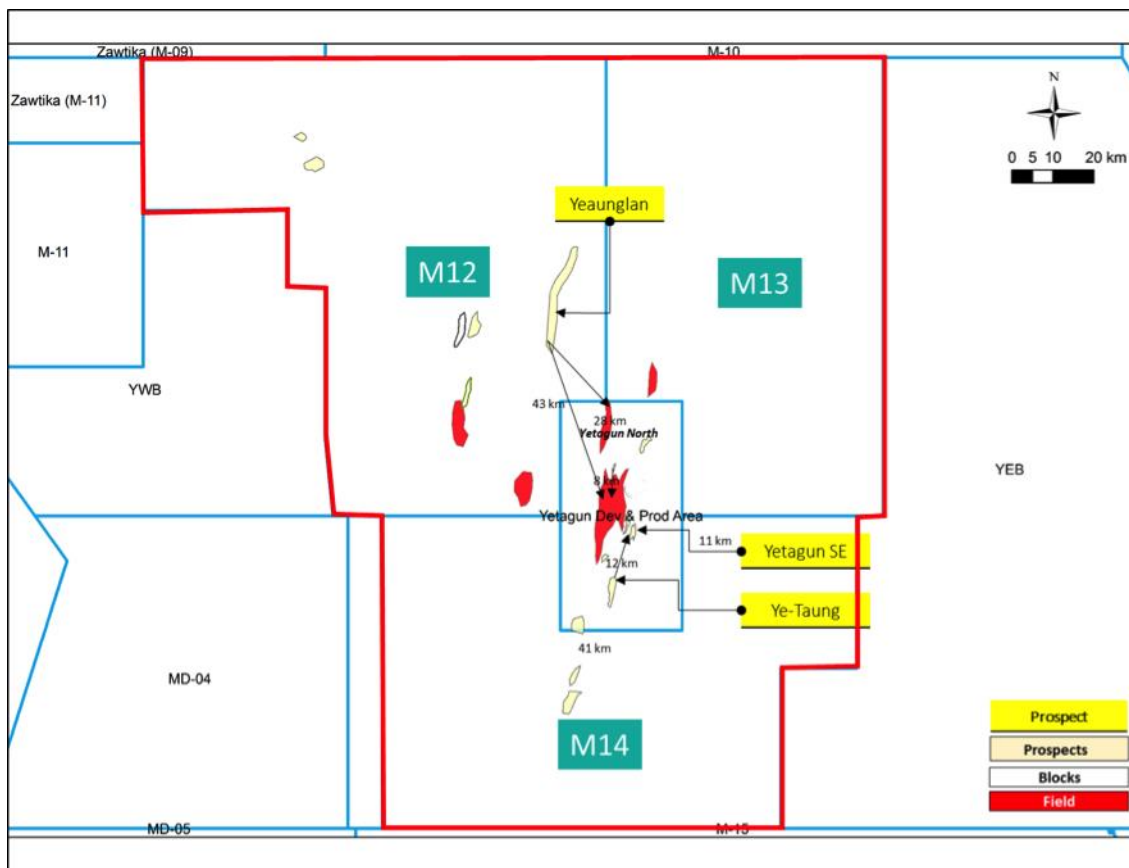 Zawtika (M-09)
M-10
N
Zawtika (M-11)
0 5 10 20 km
Yeaunglan
M-11
M12
M13
YWB
43 km
28 km
Yetagun North
YEB
8 km
Yetagun Dev & Prod Area
11 km
Yetagun SE
12 km
Ye-Taung
41 km
MD-04
M14
Prospect
Prospects
Blocks
Field
MD-05
M-15